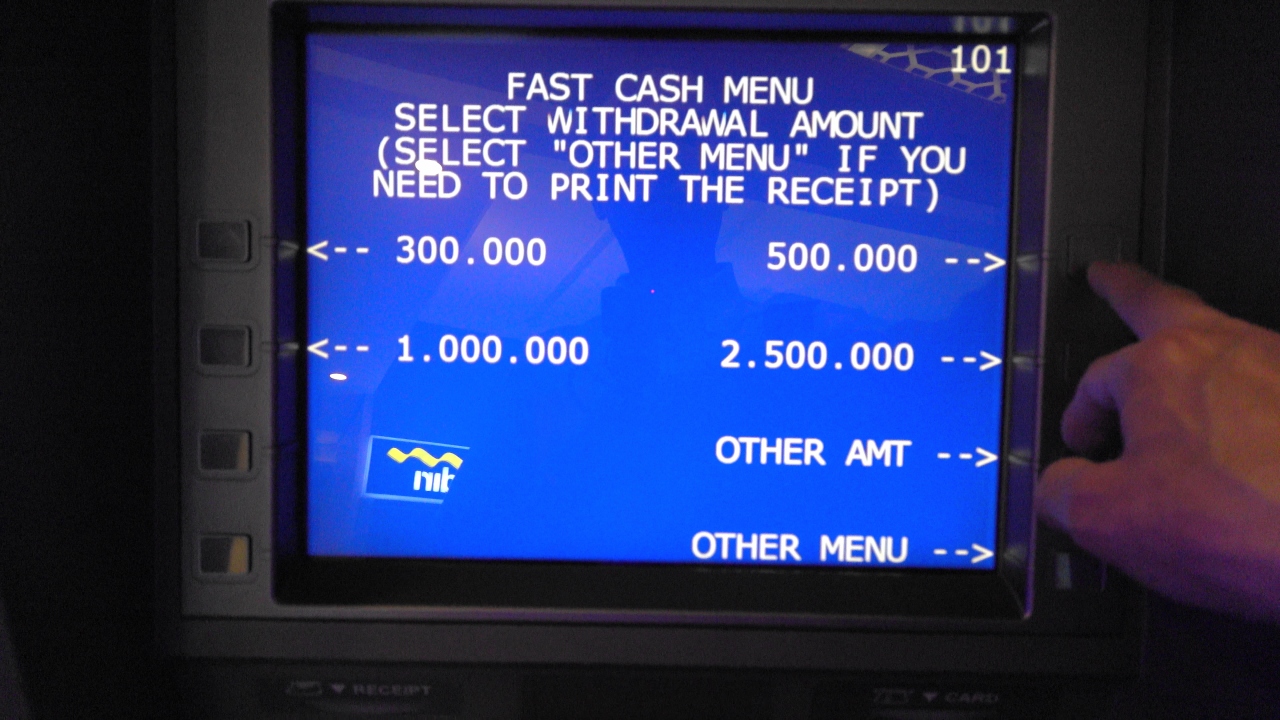 101
FAST CASH MENU
SELECT WITHDRAWAL AMOUNT
(SELECT "OTHER MENU" IF YOU
NEED TO PRINT THE RECEIPT)
<-- 300.000 500.000 -->
<-- 1.000.000 2.500.000 -->
OTHER AMT -->
OTHER MENU -->
RECEIPT
CARD